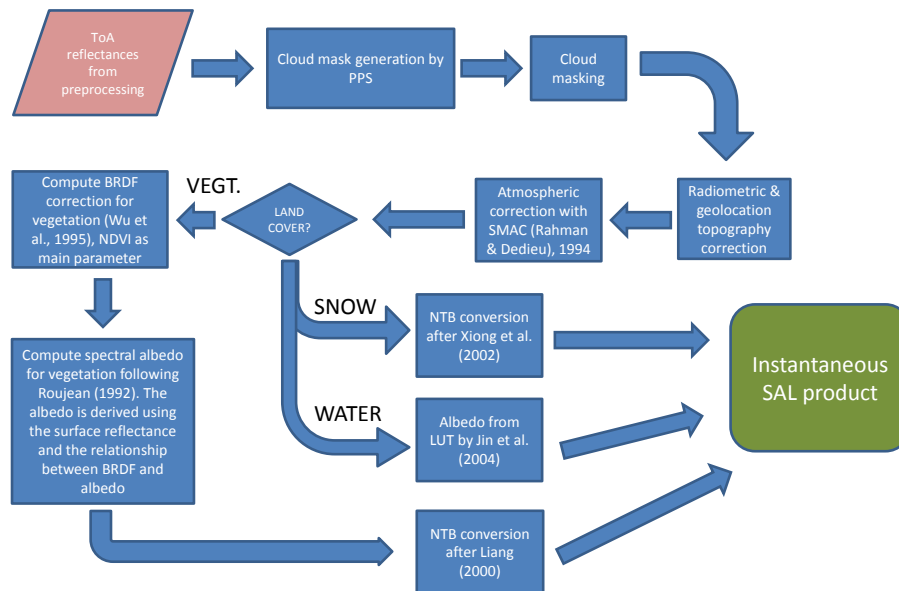 ToA
reflectances
from
preprocessing
Cloud mask generation by
PPS
Cloud
masking
Radiometric &
geolocation
topography
correction
Atmospheric
correction with
SMAC (Rahman
& Dedieu), 1994
LAND
COVER?
VEGT.
Compute BRDF
correction for
vegetation (Wu et
al., 1995), NDVI as
main parameter
Compute spectral albedo
for vegetation following
Roujean (1992). The
albedo is derived using
the surface reflectance
and the relationship
between BRDF and
albedo
SNOW
NTB conversion
after Xiong et al.
(2002)
WATER
Albedo from
LUT by Jin et al.
(2004)
NTB conversion
after Liang
(2000)
Instantaneous
SAL product